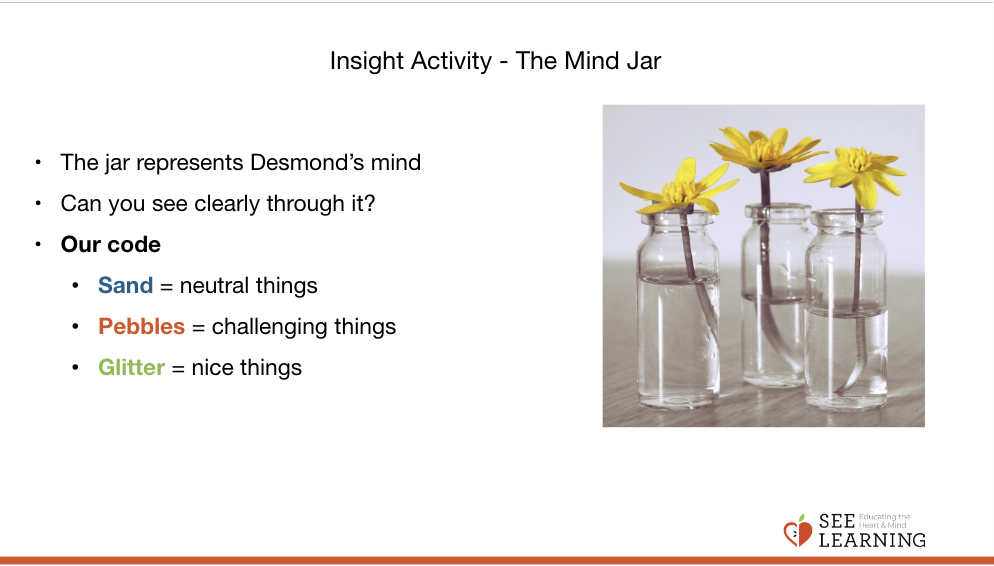 Insight Activity - The Mind Jar
• The jar represents Desmond’s mind
• Can you see clearly through it?
• Our code
• Sand = neutral things
• Pebbles = challenging things
• Glitter = nice things
SEE
LEARNING
Educating the
Heart & Mind